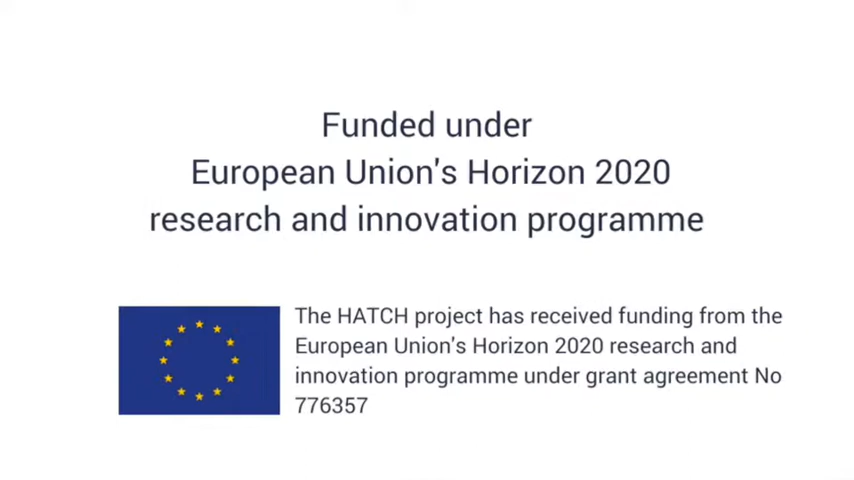 Funded under
European Union's Horizon 2020
research and innovation programme
The HATCH project has received funding from the
European Union's Horizon 2020 research and
innovation programme under grant agreement No
776357